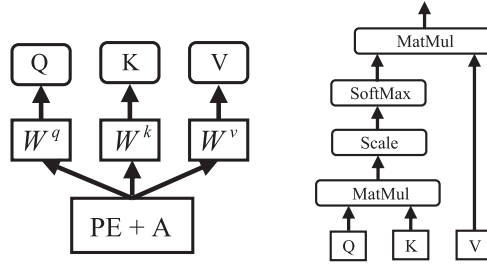 Q K V
W^q W^k W^v
PE + A
MatMul
SoftMax
Scale
MatMul
Q K V